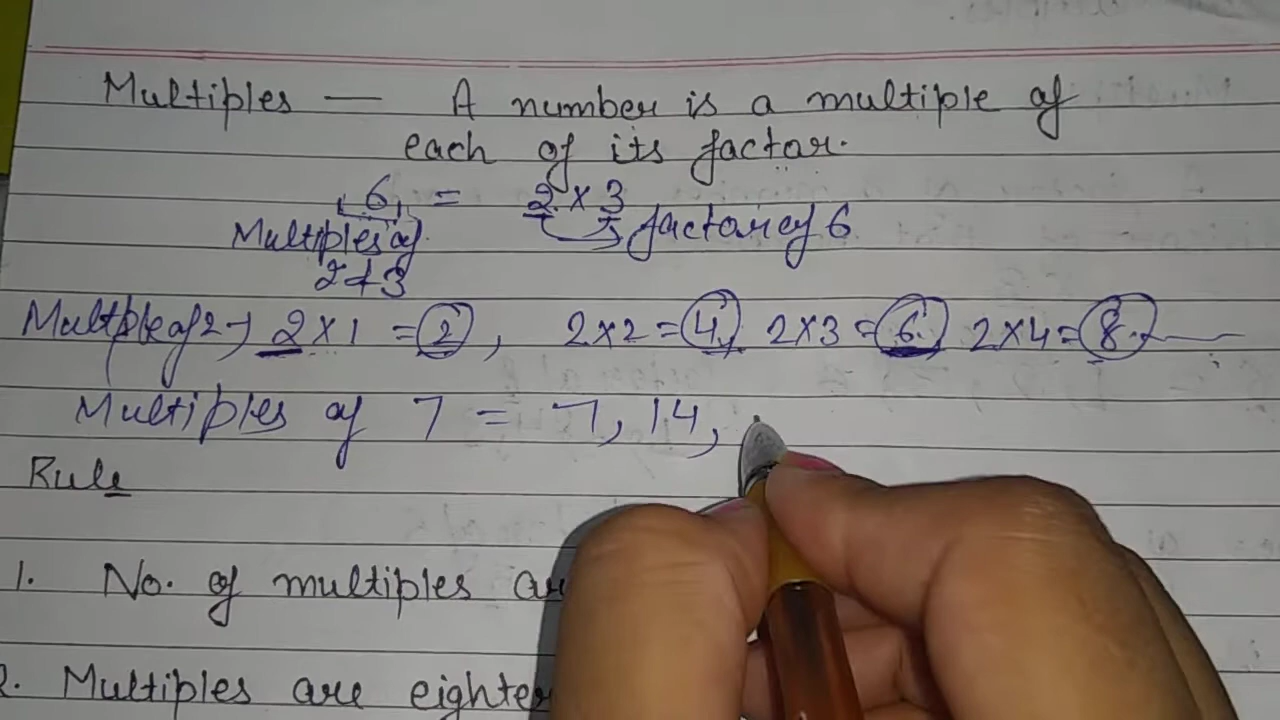 Multiples — A number is a multiple of
each of its factor.
6 = 2 × 3
Multiples of factor of 6
2 & 3
Multiple of 2 → 2 × 1 = 2, 2×2 = 4, 2×3 = 6, 2×4 = 8,
Multiples of 7 = 7, 14,
Rule
1. No. of multiples
2. Multiples are eighter